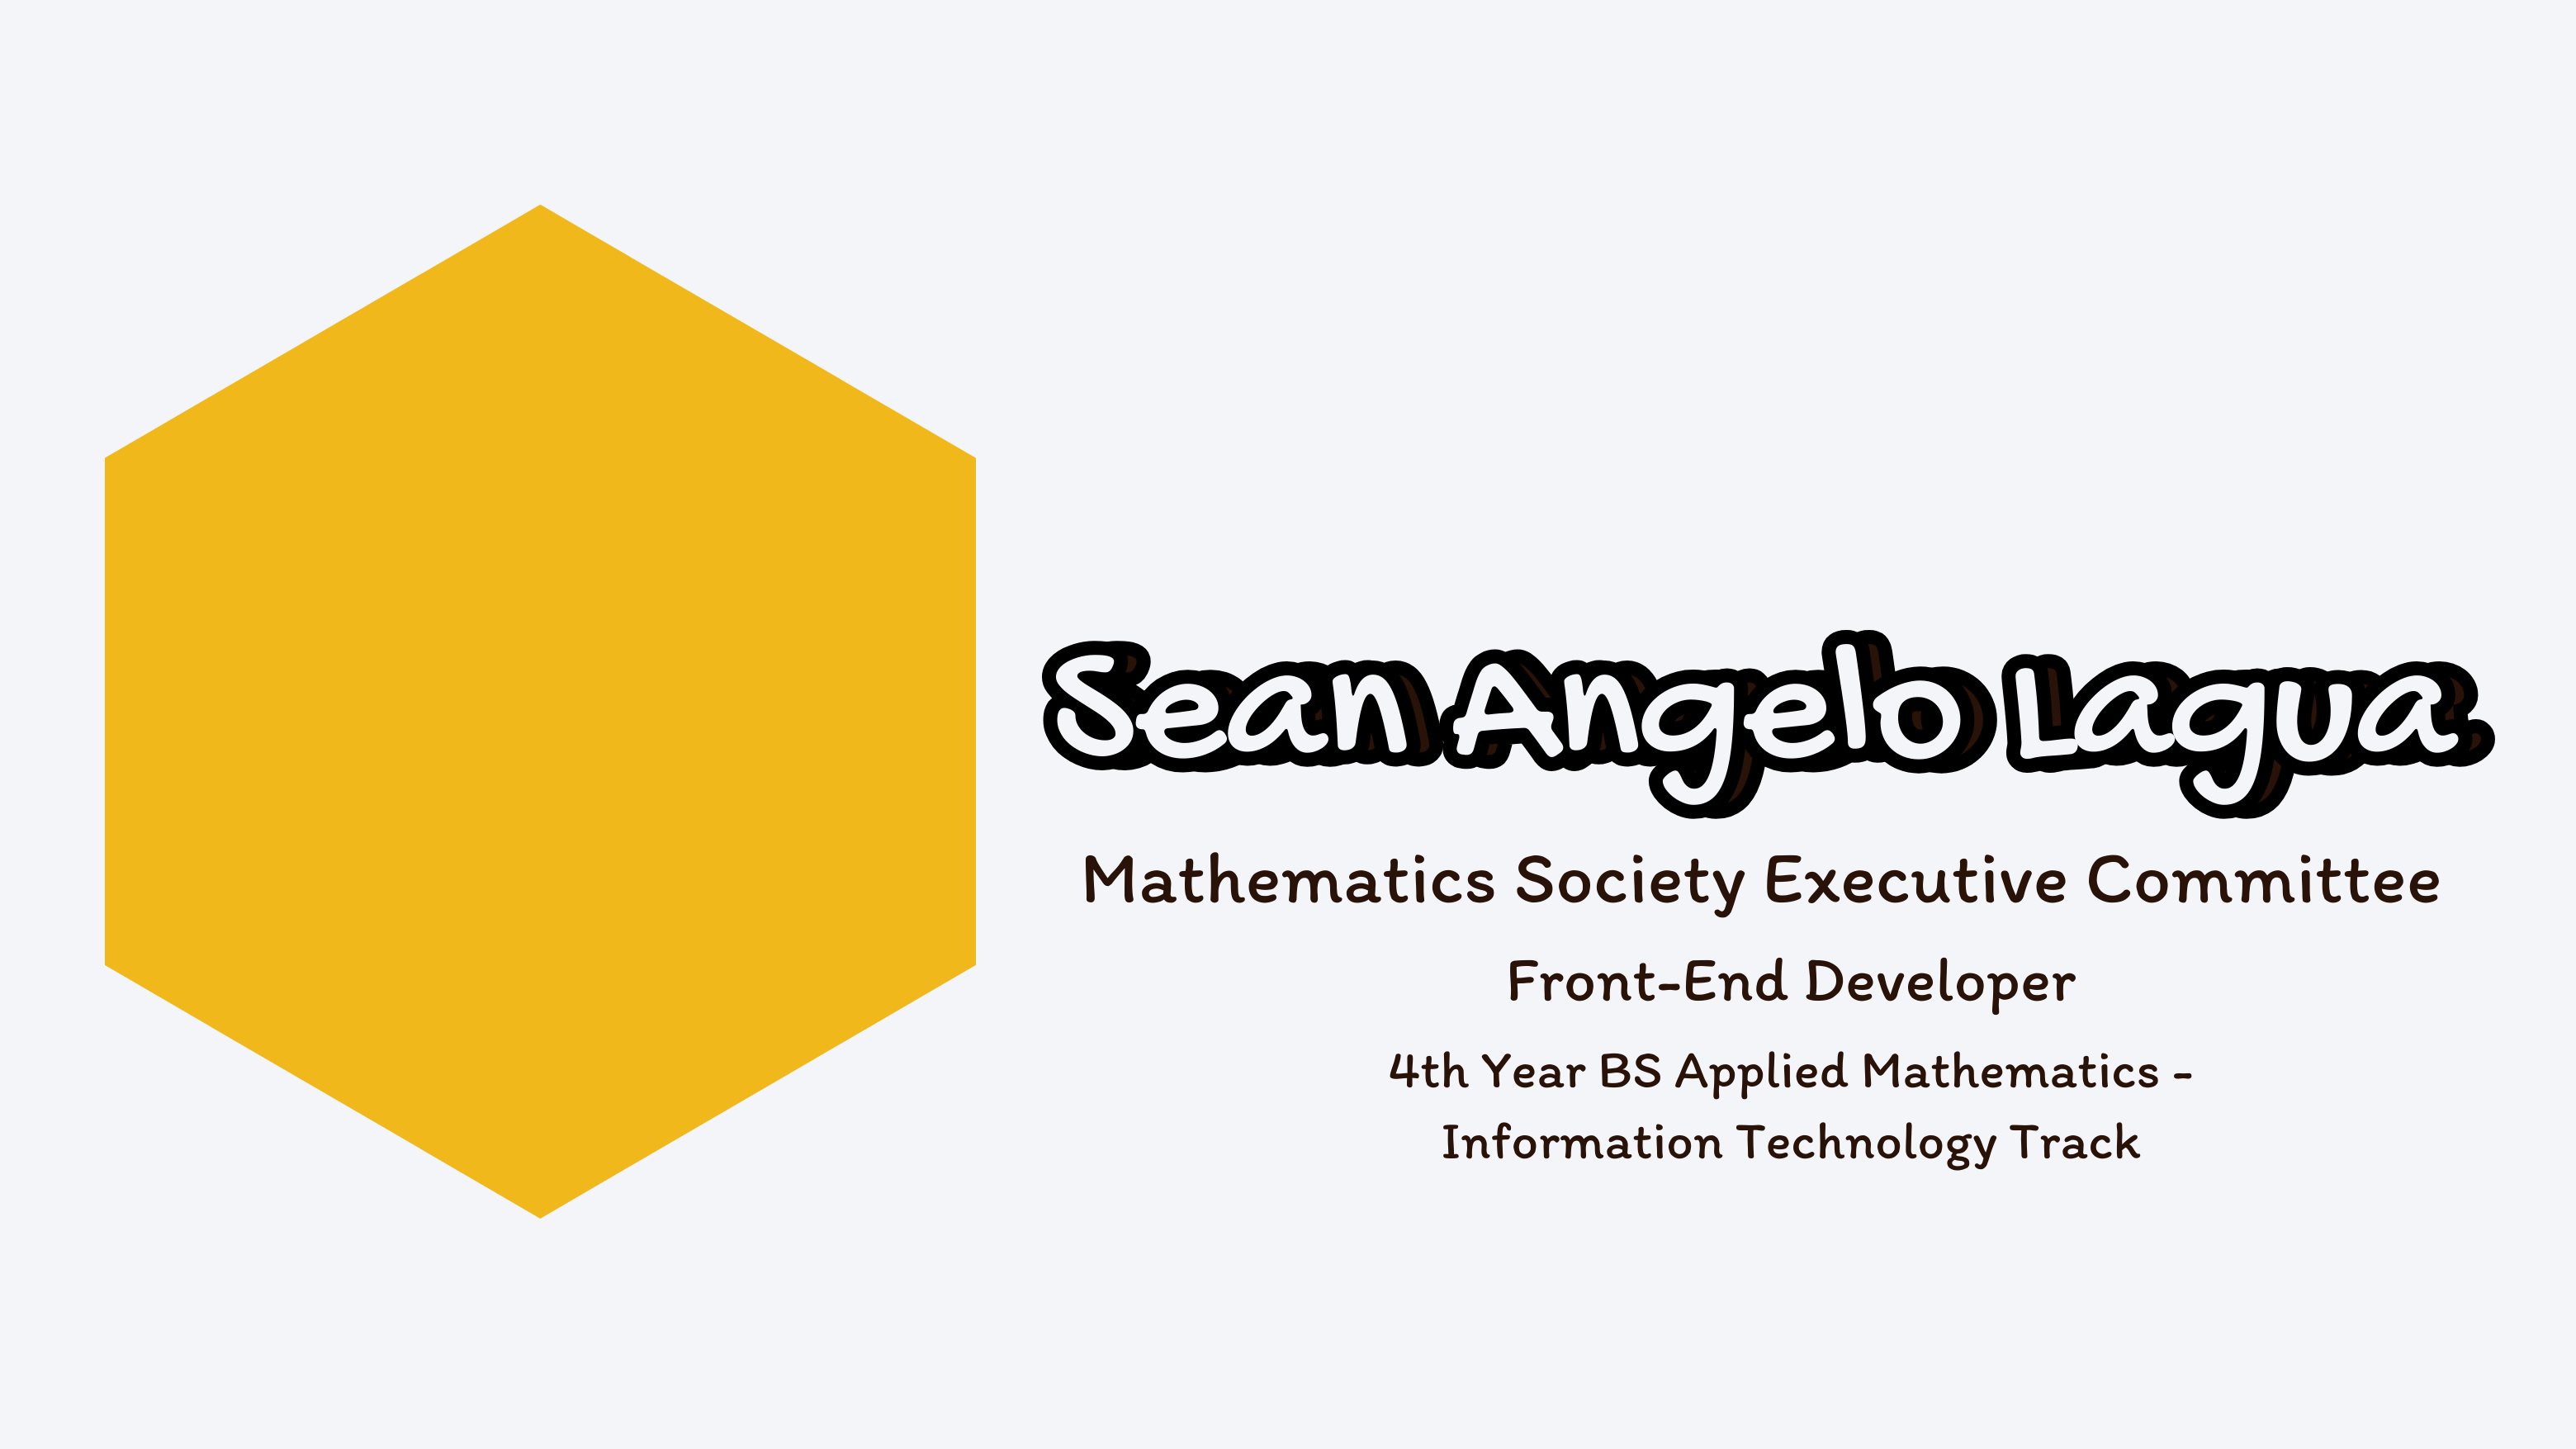 Sean Angelo Lagua
Mathematics Society Executive Committee
Front-End Developer
4th Year BS Applied Mathematics -
Information Technology Track